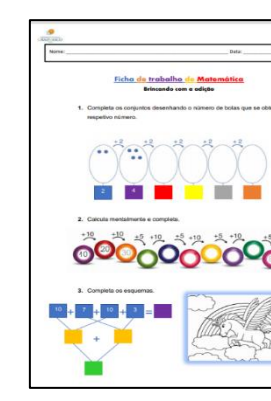 Nome: Data:
Ficha de trabalho de Matemática
Brincando com a adição
1. Completa os conjuntos desenhando o número de bolas que se ob
respetivo número.
+2 +2 +2 +2 +2
2 4
2. Calcula mentalmente e completa.
+10 +10 +5 +10 +5 +10 +5 +10
10 20
3. Completa os esquemas.
10 + 7 + 10 + 3 =
+